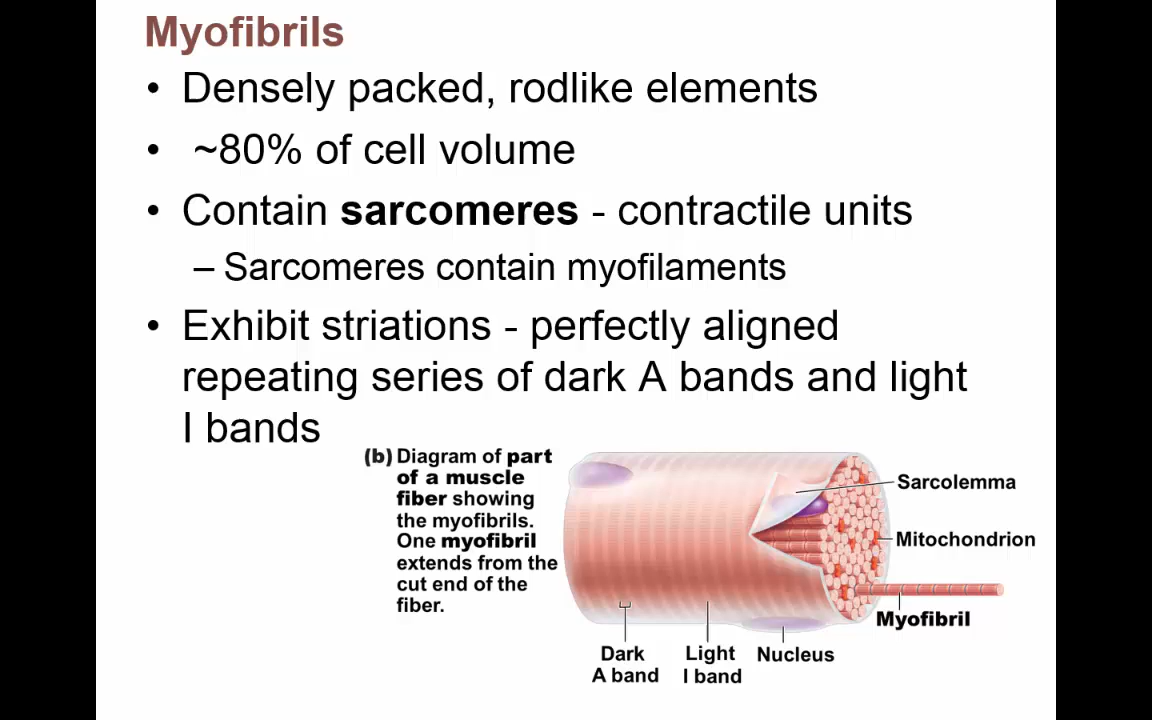 Myofibrils
• Densely packed, rodlike elements
• ~80% of cell volume
• Contain sarcomeres - contractile units
– Sarcomeres contain myofilaments
• Exhibit striations - perfectly aligned
repeating series of dark A bands and light
I bands
(b) Diagram of part
of a muscle
fiber showing
the myofibrils.
One myofibril
extends from the
cut end of the
fiber.
Sarcolemma
Mitochondrion
Myofibril
Dark
A band
Light
I band
Nucleus